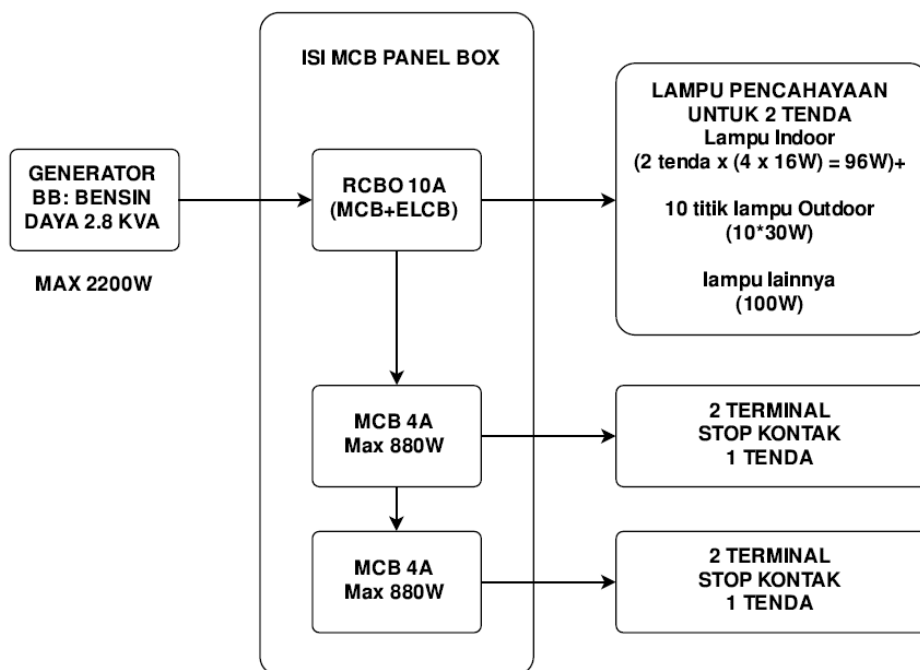 ISI MCB PANEL BOX
GENERATOR
BB: BENSIN
DAYA 2.8 KVA
MAX 2200W
RCBO 10A
(MCB+ELCB)
LAMPU PENCAHAYAAN
UNTUK 2 TENDA
Lampu Indoor
(2 tenda x (4 x 16W) = 96W)+
10 titik lampu Outdoor
(10*30W)
lampu lainnya
(100W)
MCB 4A
Max 880W
2 TERMINAL
STOP KONTAK
1 TENDA
MCB 4A
Max 880W
2 TERMINAL
STOP KONTAK
1 TENDA